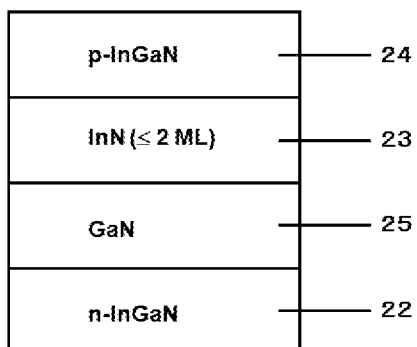 p-InGaN 24
InN (≤ 2 ML) 23
GaN 25
n-InGaN 22